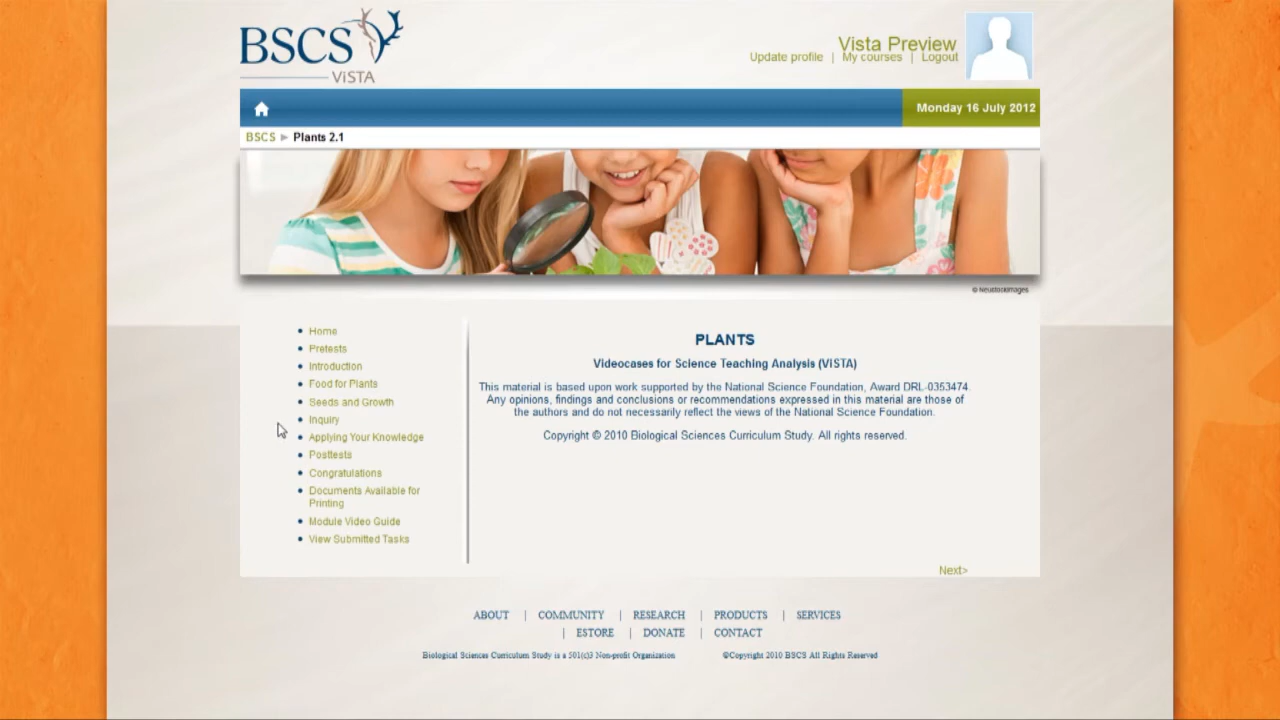 BSCS
ViSTA
Vista Preview
Update profile | My courses | Logout
Monday 16 July 2012
BSCS ► Plants 2.1
© Neustockimages
Home
Pretests
Introduction
Food for Plants
Seeds and Growth
Inquiry
Applying Your Knowledge
Posttests
Congratulations
Documents Available for
Printing
Module Video Guide
View Submitted Tasks
PLANTS
Videocases for Science Teaching Analysis (ViSTA)
This material is based upon work supported by the National Science Foundation, Award DRL-0353474.
Any opinions, findings and conclusions or recommendations expressed in this material are those of
the authors and do not necessarily reflect the views of the National Science Foundation.
Copyright © 2010 Biological Sciences Curriculum Study. All rights reserved.
Next>
ABOUT | COMMUNITY | RESEARCH | PRODUCTS | SERVICES
| ESTORE | DONATE | CONTACT
Biological Sciences Curriculum Study is a 501(c)3 Non-profit Organization ©Copyright 2010 BSCS All Rights Reserved